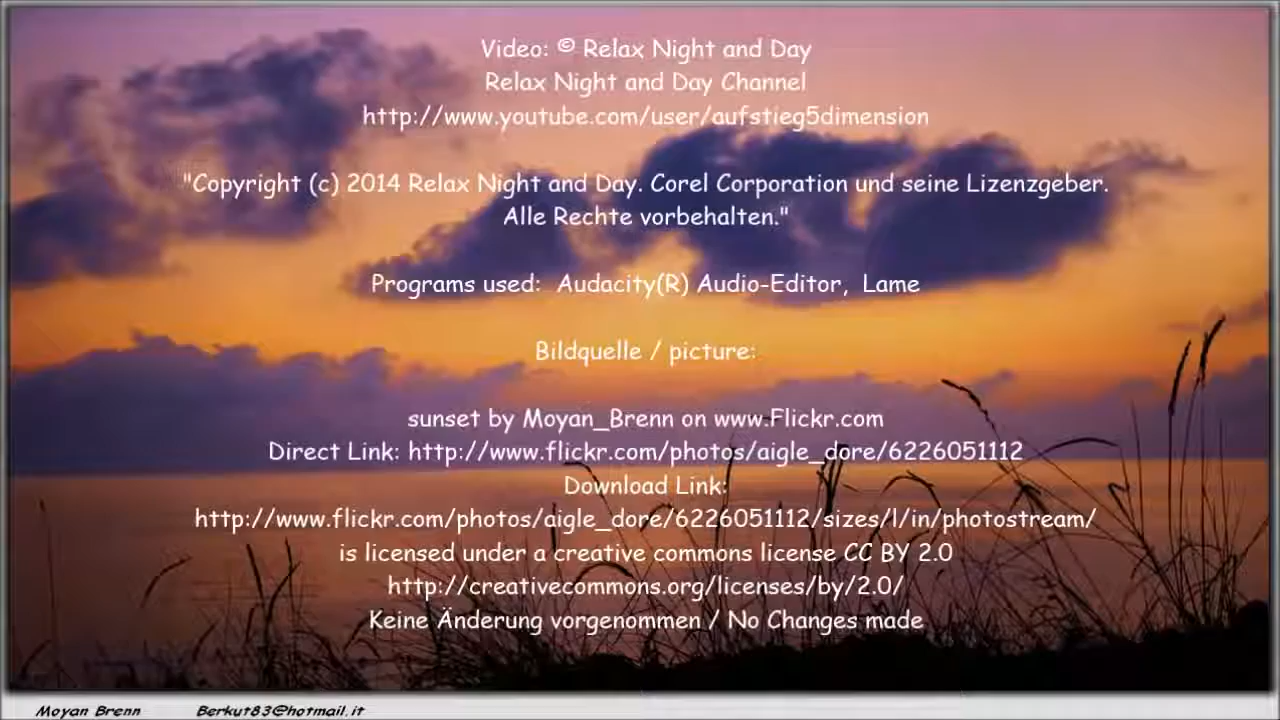 Video: © Relax Night and Day
Relax Night and Day Channel
http://www.youtube.com/user/aufstieg5dimension
"Copyright (c) 2014 Relax Night and Day. Corel Corporation und seine Lizenzgeber.
Alle Rechte vorbehalten."
Programs used:  Audacity(R) Audio-Editor,  Lame
Bildquelle / picture:
sunset by Moyan_Brenn on www.Flickr.com
Direct Link: http://www.flickr.com/photos/aigle_dore/6226051112
Download Link:
http://www.flickr.com/photos/aigle_dore/6226051112/sizes/l/in/photostream/
is licensed under a creative commons license CC BY 2.0
http://creativecommons.org/licenses/by/2.0/
Keine Änderung vorgenommen / No Changes made
Moyan Brenn Berkut83@hotmail.it